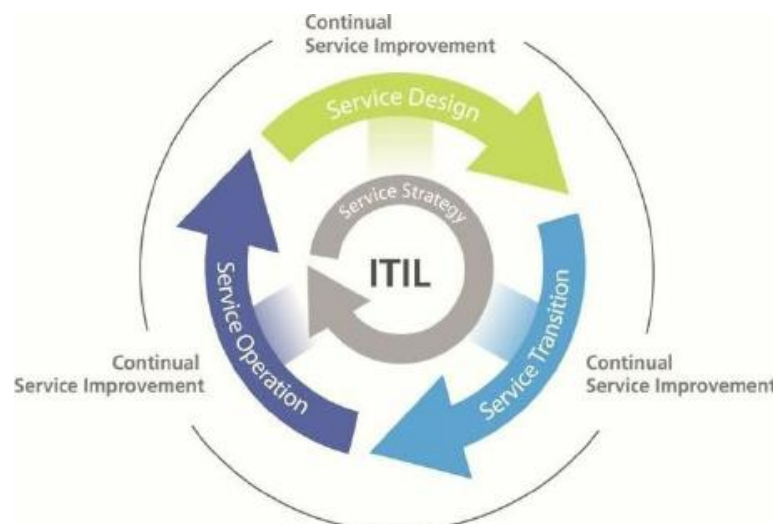 Continual
Service Improvement
Service Design
Service Strategy
ITIL
Service Operation
Service Transition
Continual
Service Improvement
Continual
Service Improvement